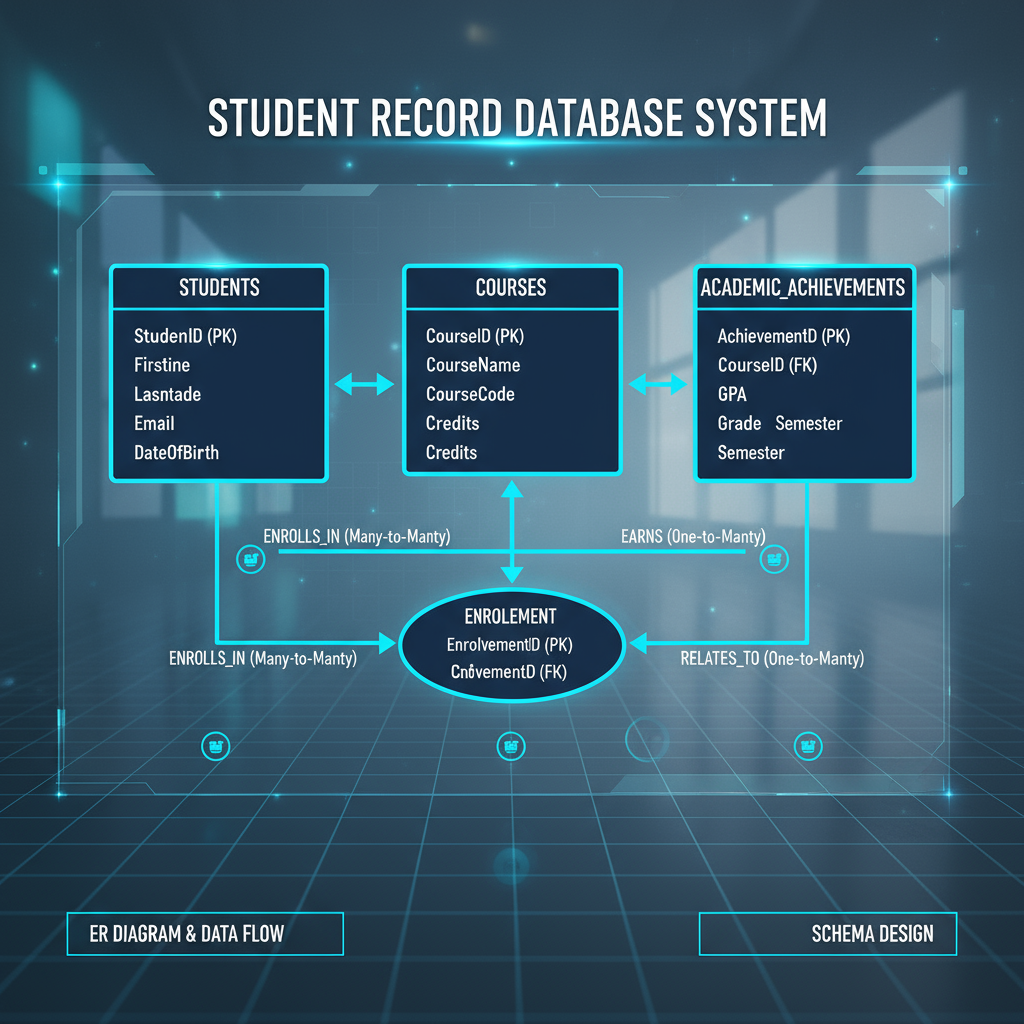 STUDENT RECORD DATABASE SYSTEM
STUDENTS
StudenID (PK)
Firstine
Lasntade
Email
DateOfBirth
COURSES
CourseID (PK)
CourseName
CourseCode
Credits
Credits
ACADEMIC_ACHIEVEMENTS
AchievementD (PK)
CourseID (FK)
GPA
Grade Semester
Semester
ENROLLS_IN (Many-to-Manty)
EARNS (One-to-Manty)
ENROLEMENT
EnrolvementID (PK)
(FK)
ENROLLS_IN (Many-to-Manty)
RELATES_TO (One-to-Manty)
ER DIAGRAM & DATA FLOW
SCHEMA DESIGN